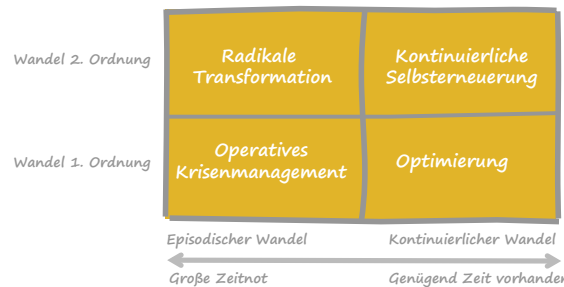 Wandel 2. Ordnung
Radikale
Transformation
Kontinuierliche
Selbsterneuerung
Wandel 1. Ordnung
Operatives
Krisenmanagement
Optimierung
Episodischer Wandel
Kontinuierlicher Wandel
Große Zeitnot
Genügend Zeit vorhanden